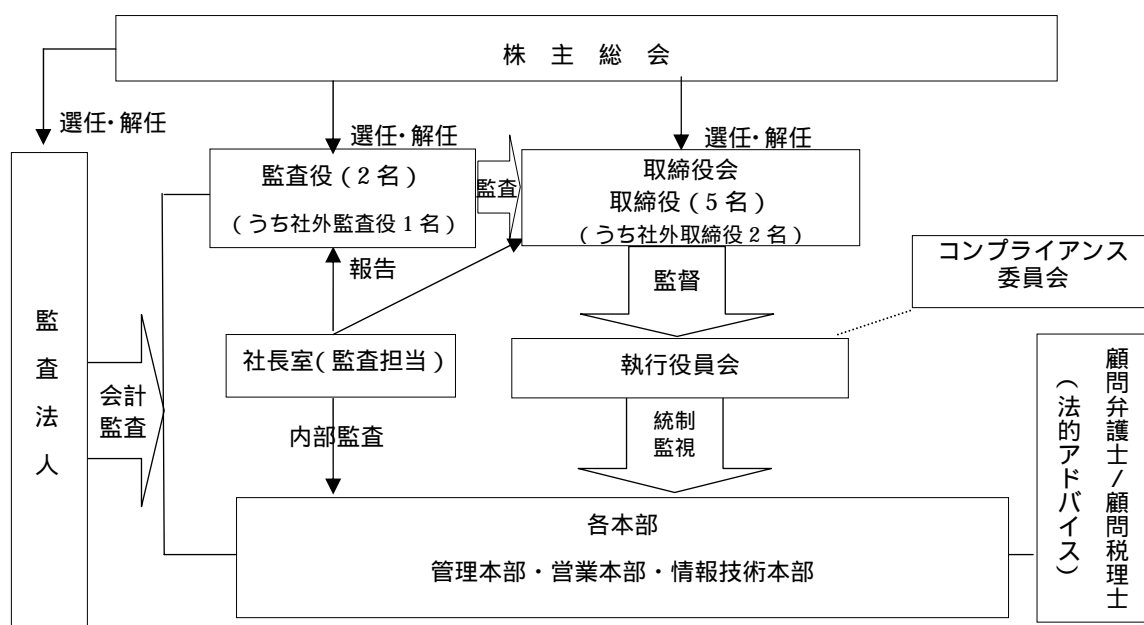 株 主 総 会
選任・解任
選任・解任
選任・解任
監査役(2名)
(うち社外監査役1名)
監査
取締役会
取締役(5名)
(うち社外取締役2名)
コンプライアンス
委員会
報告
監督
監査法人
会計
監査
社長室(監査担当)
執行役員会
顧問弁護士/顧問税理士
(法的アドバイス)
内部監査
統制
監視
各本部
管理本部・営業本部・情報技術本部